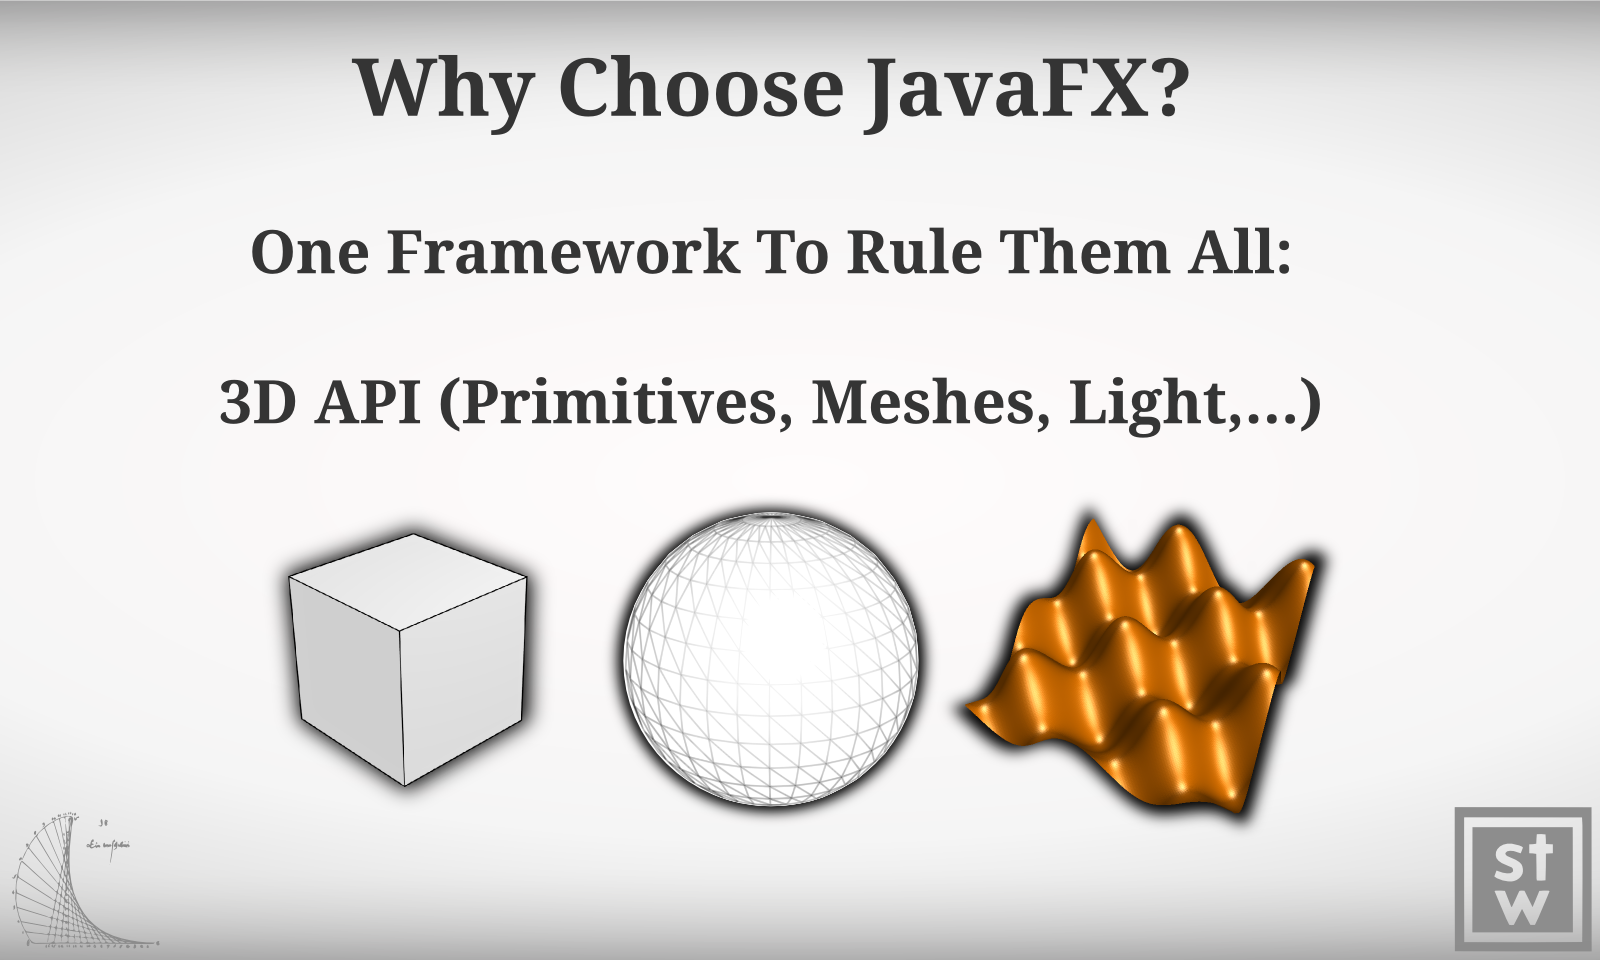 Why Choose JavaFX?
One Framework To Rule Them All:
3D API (Primitives, Meshes, Light,...)
st
w